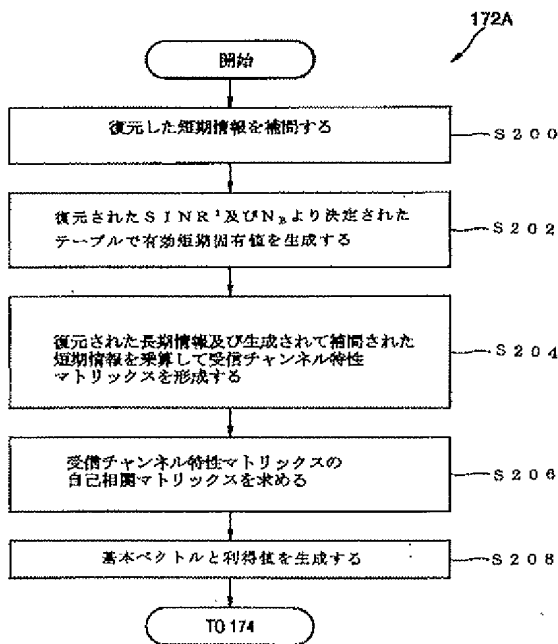 172A
開始
復元した短期情報を補間する
S200
復元されたSINR¹及びN_Bより決定された
テーブルで有効短期固有値を生成する
S202
復元された長期情報及び生成されて補間された
短期情報を乗算して受信チャンネル特性
マトリックスを形成する
S204
受信チャンネル特性マトリックスの
自己相関マトリックスを求める
S206
基本ベクトルと利得値を生成する
S208
TO 174